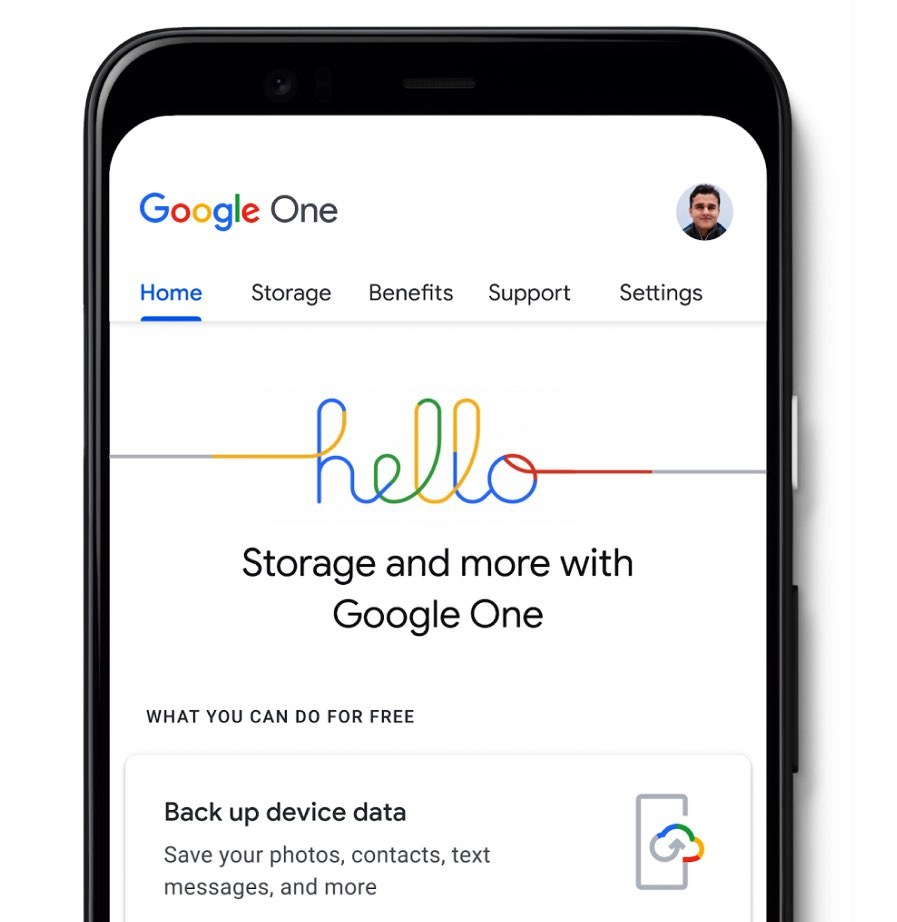 Google One
Home Storage Benefits Support Settings
hello
Storage and more with
Google One
WHAT YOU CAN DO FOR FREE
Back up device data
Save your photos, contacts, text
messages, and more